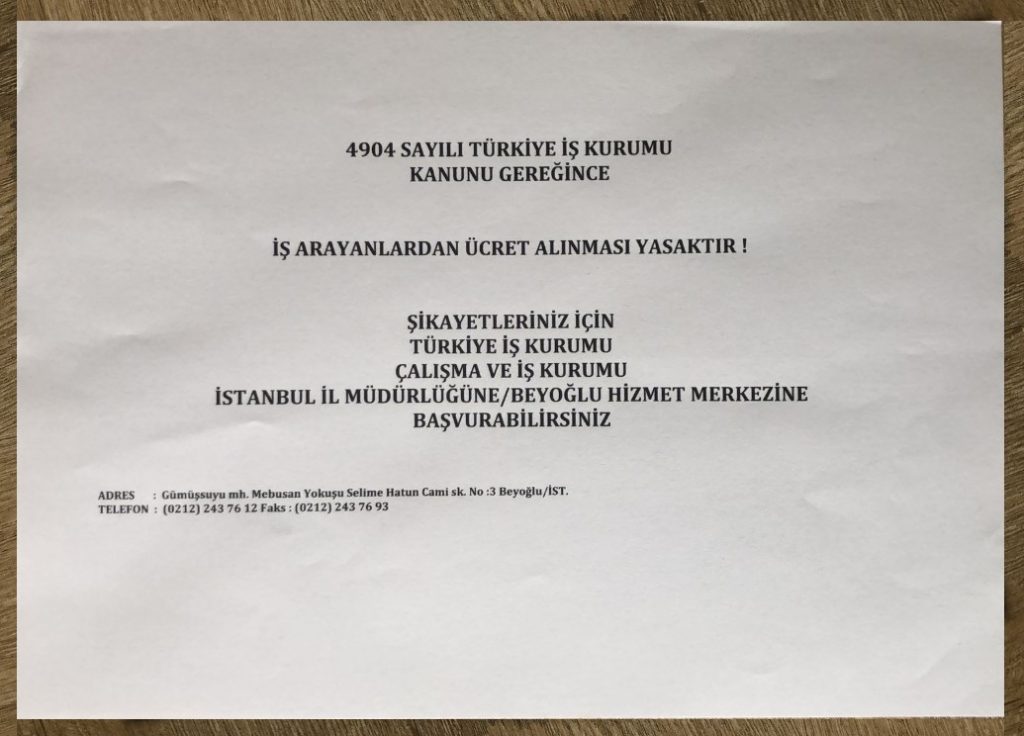 4904 SAYILI TÜRKİYE İŞ KURUMU
KANUNU GEREĞİNCE
İŞ ARAYANLARDAN ÜCRET ALINMASI YASAKTIR !
ŞİKAYETLERİNİZ İÇİN
TÜRKİYE İŞ KURUMU
ÇALIŞMA VE İŞ KURUMU
İSTANBUL İL MÜDÜRLÜĞÜNE/BEYOĞLU HİZMET MERKEZİNE
BAŞVURABİLİRSİNİZ
ADRES : Gümüşsuyu mh. Mebusan Yokuşu Selime Hatun Cami sk. No :3 Beyoğlu/İST.
TELEFON : (0212) 243 76 12 Faks : (0212) 243 76 93